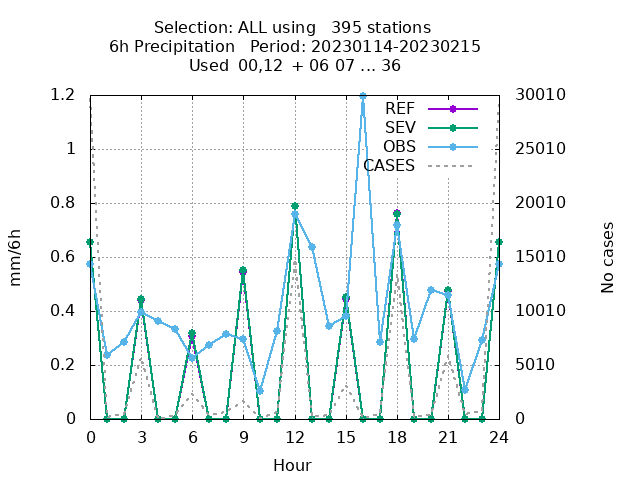 Selection: ALL using   395 stations
6h Precipitation   Period: 20230114-20230215
Used  00,12  + 06 07 ... 36
1.2
1
0.8
0.6
0.4
0.2
0
30010
25010
20010
15010
10010
5010
0
REF
SEV
OBS
CASES
mm/6h
No cases
0 3 6 9 12 15 18 21 24
Hour